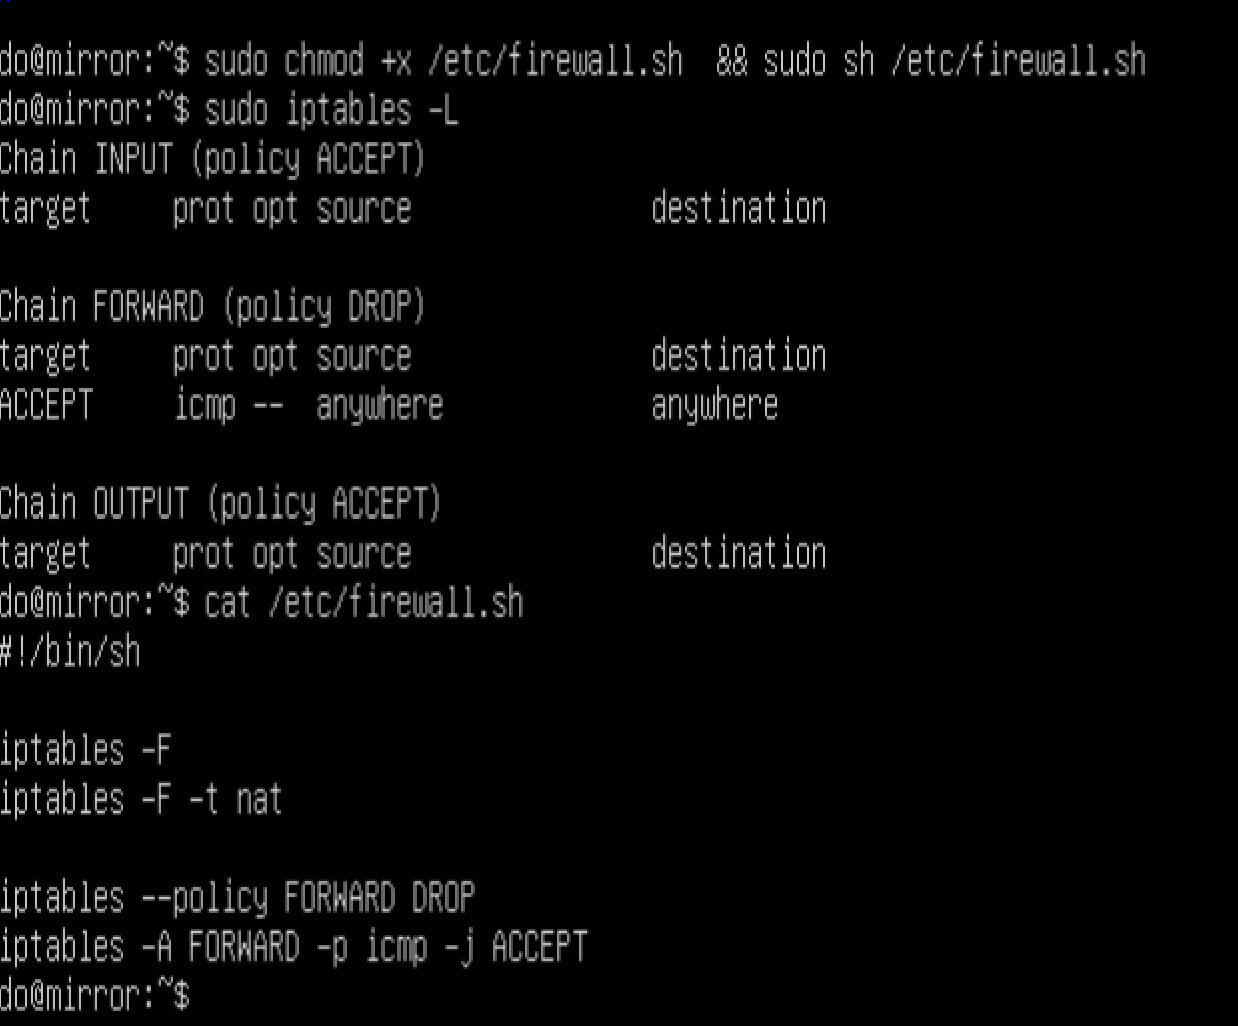 do@mirror:~$ sudo chmod +x /etc/firewall.sh  && sudo sh /etc/firewall.sh
do@mirror:~$ sudo iptables -L
Chain INPUT (policy ACCEPT)
target     prot opt source               destination

Chain FORWARD (policy DROP)
target     prot opt source               destination
ACCEPT     icmp --  anywhere             anywhere

Chain OUTPUT (policy ACCEPT)
target     prot opt source               destination
do@mirror:~$ cat /etc/firewall.sh
#!/bin/sh

iptables -F
iptables -F -t nat

iptables --policy FORWARD DROP
iptables -A FORWARD -p icmp -j ACCEPT
do@mirror:~$